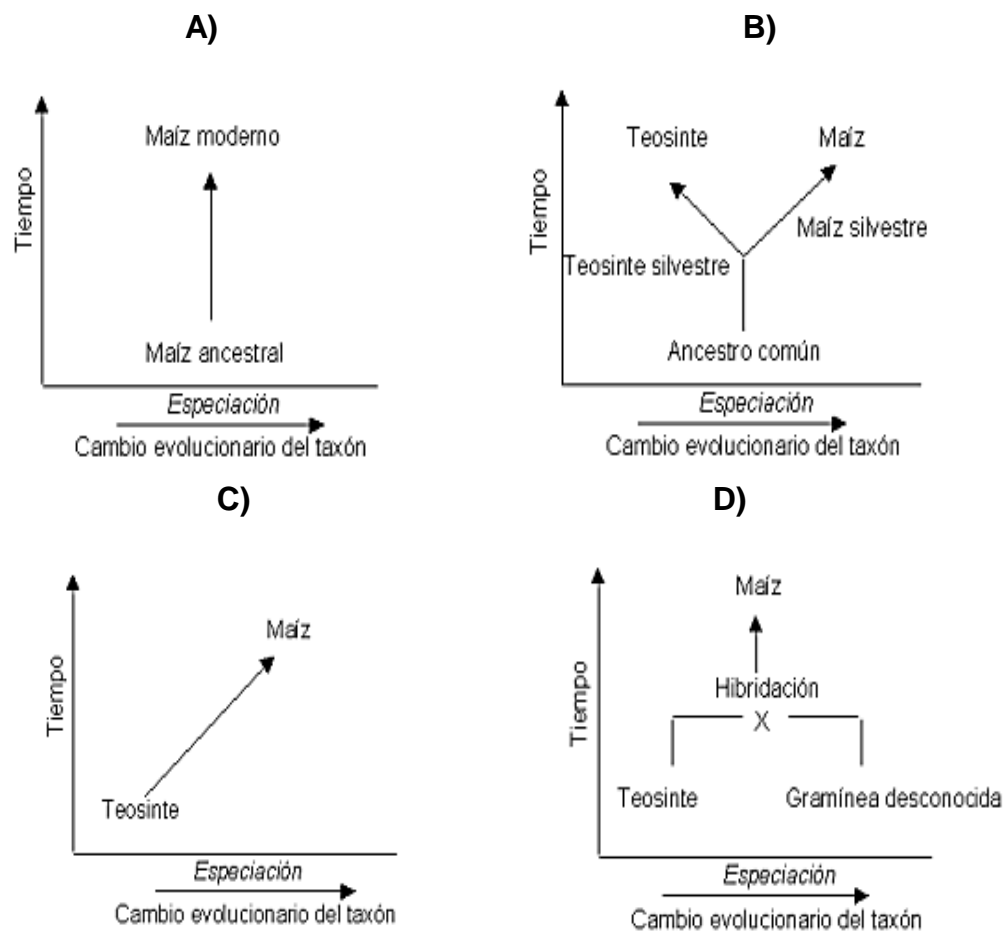 A)
Tiempo
Maíz moderno
Maíz ancestral
Especiación
Cambio evolucionario del taxón
B)
Tiempo
Teosinte
Maíz
Maíz silvestre
Teosinte silvestre
Ancestro común
Especiación
Cambio evolucionario del taxón
C)
Tiempo
Maíz
Teosinte
Especiación
Cambio evolucionario del taxón
D)
Tiempo
Maíz
Hibridación
X
Teosinte
Gramínea desconocida
Especiación
Cambio evolucionario del taxón